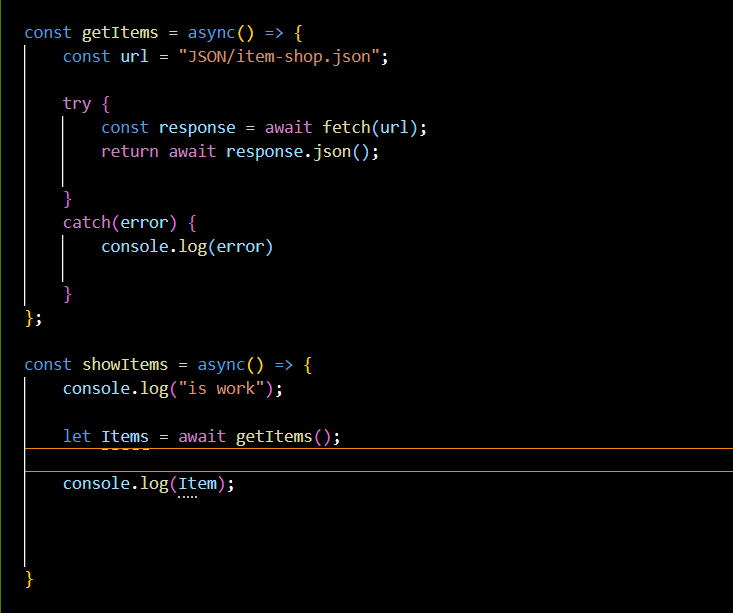 const getItems = async() => {
const url = "JSON/item-shop.json";
try {
const response = await fetch(url);
return await response.json();
}
catch(error) {
console.log(error)
}
};
const showItems = async() => {
console.log("is work");
let Items = await getItems();
console.log(Item);
}